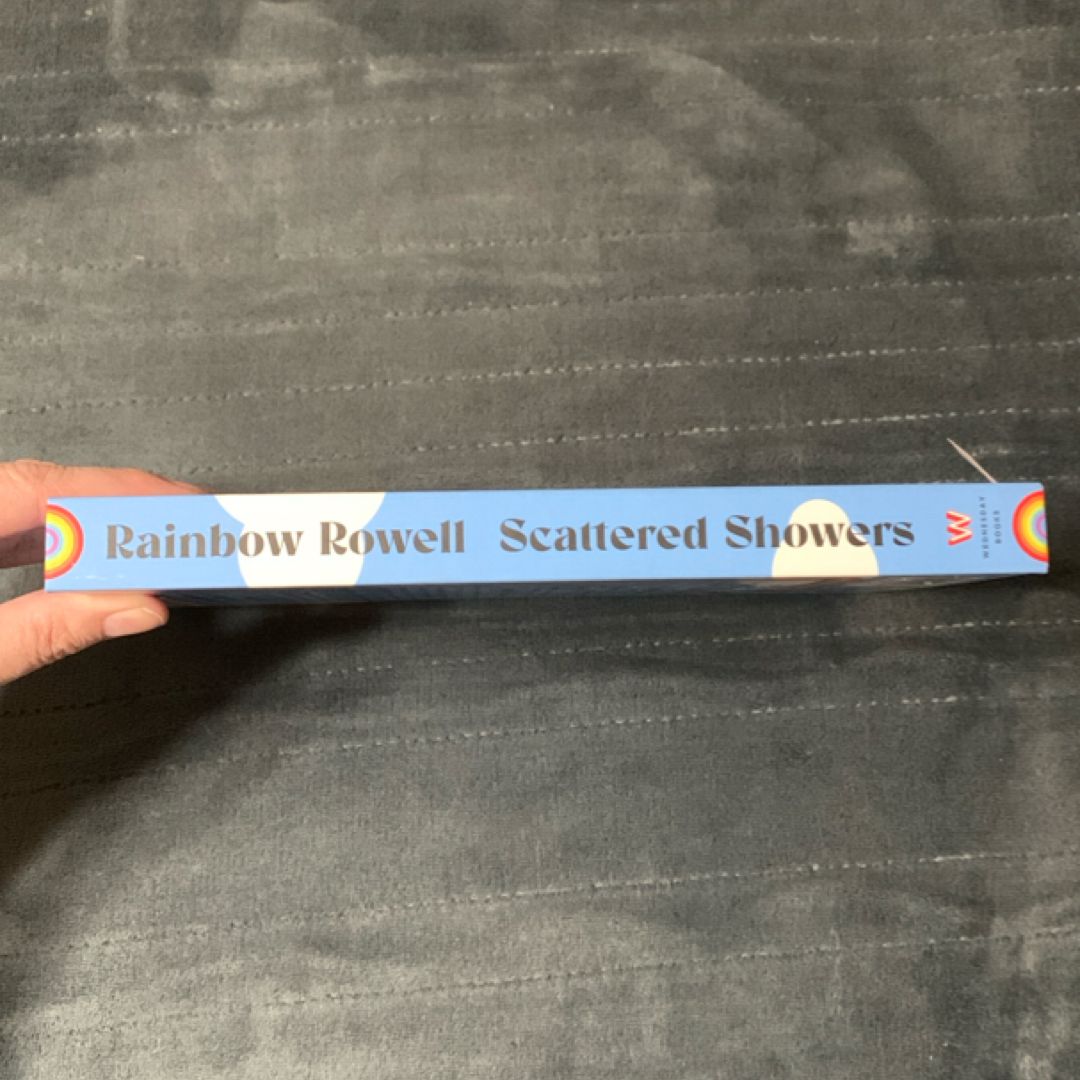 Rainbow Rowell Scattered Showers
W
WEDNESDAY
BOOKS